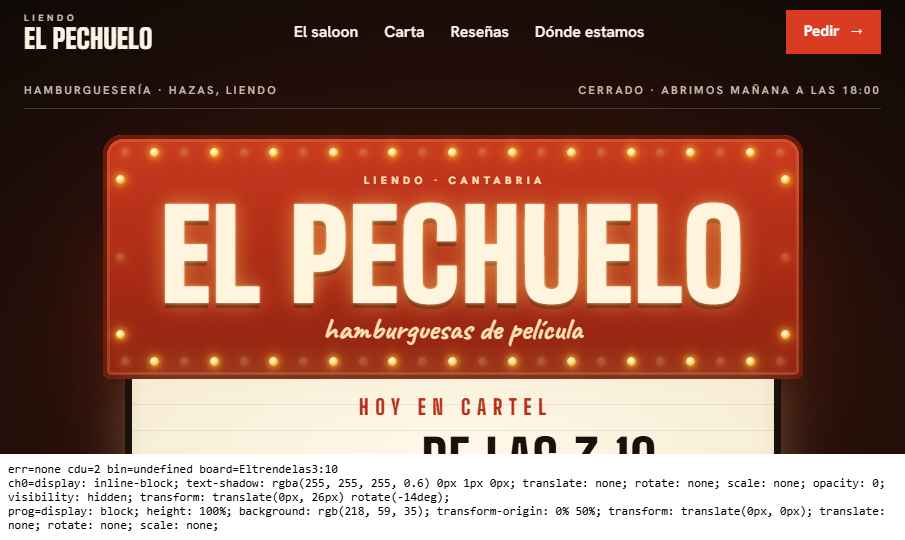 LIENDO
EL PECHUELO
El saloon Carta Reseñas Dónde estamos
Pedir →
HAMBURGUESERÍA · HAZAS, LIENDO
CERRADO · ABRIMOS MAÑANA A LAS 18:00
LIENDO · CANTABRIA
EL PECHUELO
hamburguesas de película
HOY EN CARTEL
DE LAS 3.10
err=none cdu=2 bin=undefined board=Eltrendelas3:10
ch0=display: inline-block; text-shadow: rgba(255, 255, 255, 0.6) 0px 1px 0px; translate: none; rotate: none; scale: none; opacity: 0;
visibility: hidden; transform: translate(0px, 26px) rotate(-14deg);
prog=display: block; height: 100%; background: rgb(218, 59, 35); transform-origin: 0% 50%; transform: translate(0px, 0px); translate:
none; rotate: none; scale: none;